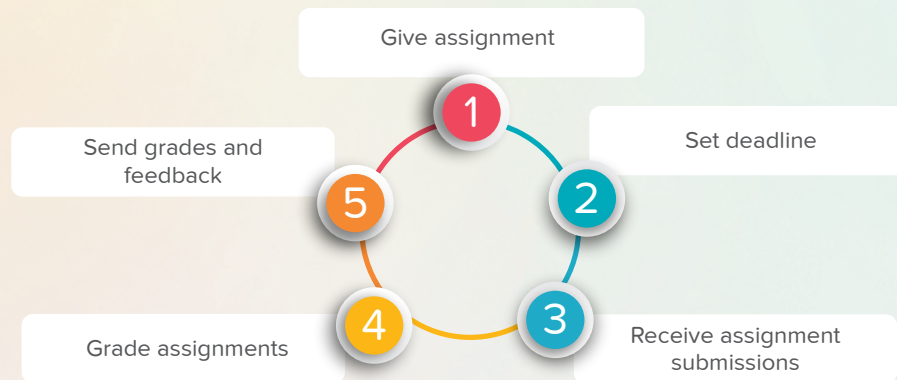 Give assignment
1
Set deadline
2
Receive assignment
submissions
3
Grade assignments
4
Send grades and
feedback
5